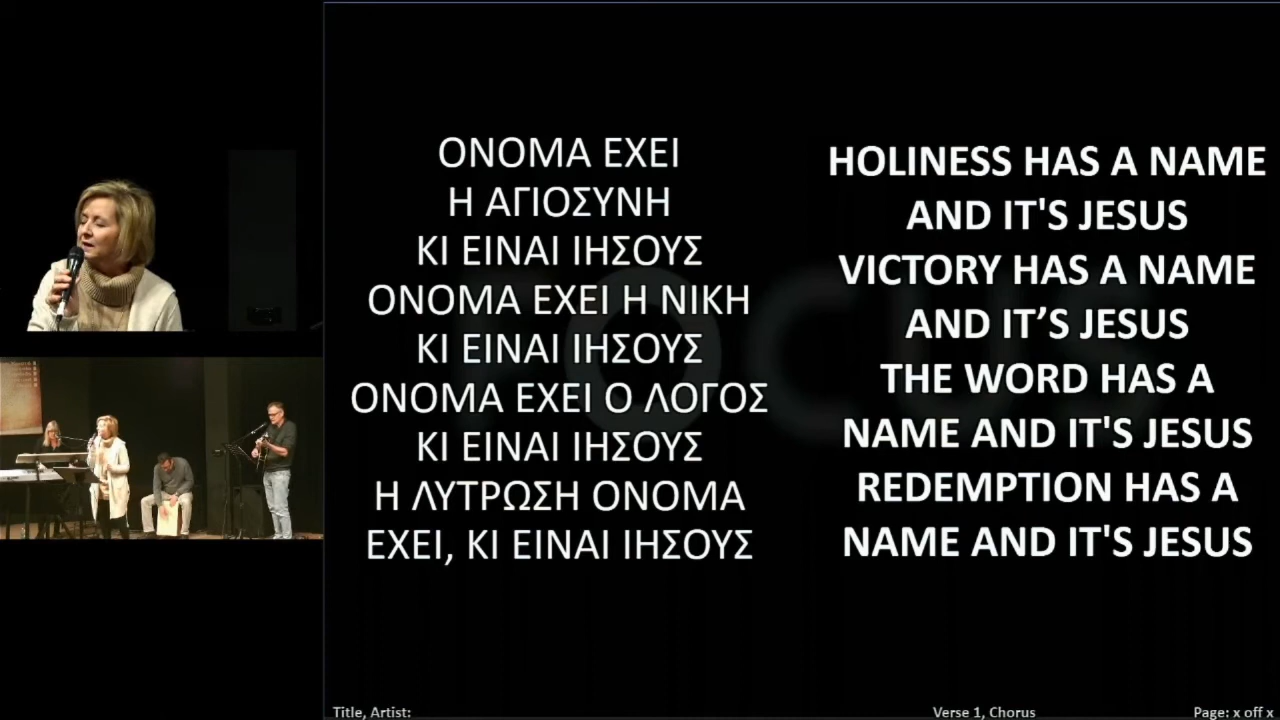 ΟΝΟΜΑ ΕΧΕΙ
Η ΑΓΙΟΣΥΝΗ
ΚΙ ΕΙΝΑΙ ΙΗΣΟΥΣ
ΟΝΟΜΑ ΕΧΕΙ Η ΝΙΚΗ
ΚΙ ΕΙΝΑΙ ΙΗΣΟΥΣ
ΟΝΟΜΑ ΕΧΕΙ Ο ΛΟΓΟΣ
ΚΙ ΕΙΝΑΙ ΙΗΣΟΥΣ
Η ΛΥΤΡΩΣΗ ΟΝΟΜΑ
ΕΧΕΙ, ΚΙ ΕΙΝΑΙ ΙΗΣΟΥΣ
HOLINESS HAS A NAME
AND IT'S JESUS
VICTORY HAS A NAME
AND IT’S JESUS
THE WORD HAS A
NAME AND IT'S JESUS
REDEMPTION HAS A
NAME AND IT'S JESUS
Title, Artist:
Verse 1, Chorus
Page: x off x